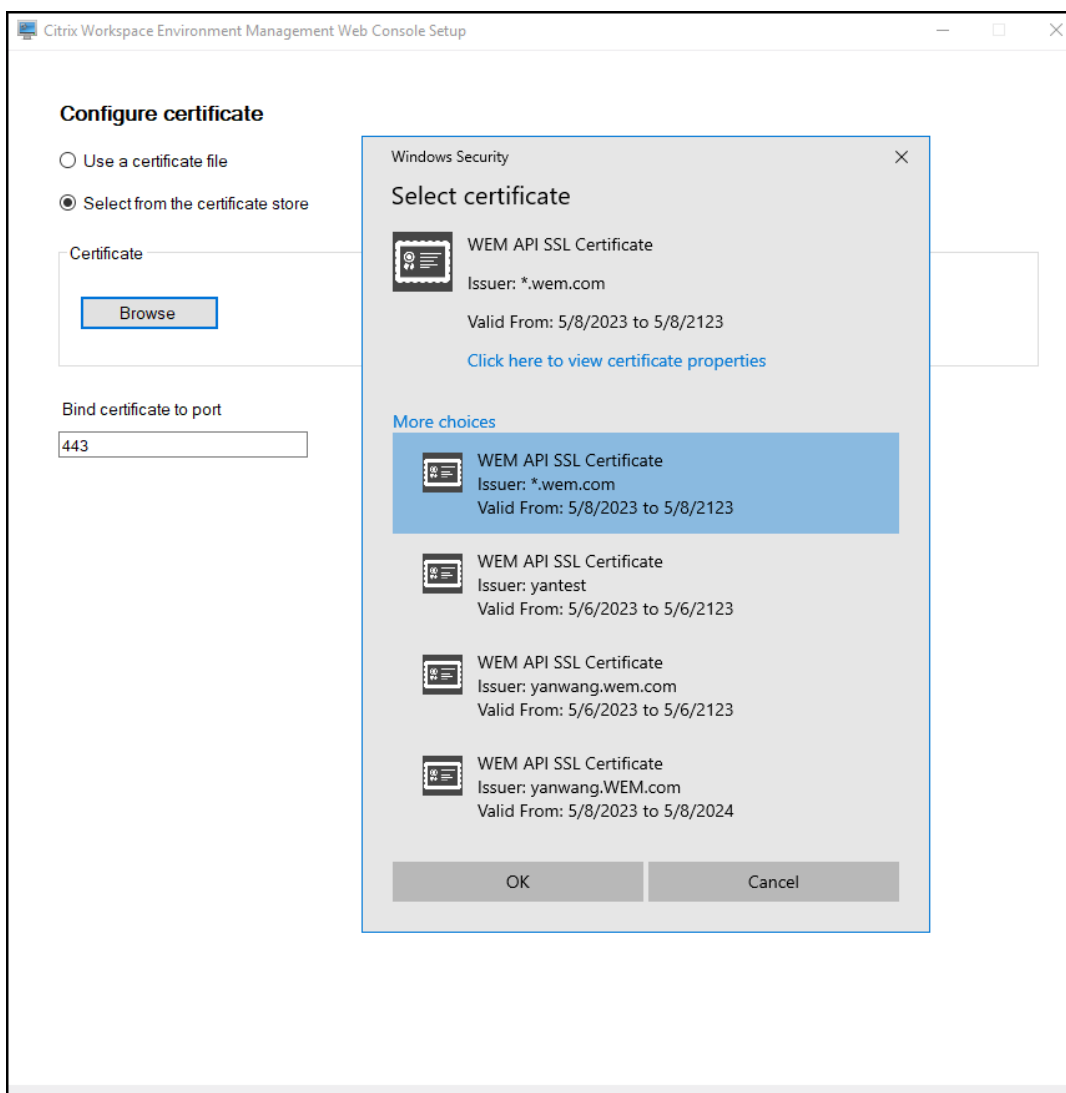 Citrix Workspace Environment Management Web Console Setup
Configure certificate
Use a certificate file
Select from the certificate store
Certificate
Browse
Bind certificate to port
443
Windows Security
Select certificate
WEM API SSL Certificate
Issuer: *.wem.com
Valid From: 5/8/2023 to 5/8/2123
Click here to view certificate properties
More choices
WEM API SSL Certificate
Issuer: *.wem.com
Valid From: 5/8/2023 to 5/8/2123
WEM API SSL Certificate
Issuer: yantest
Valid From: 5/6/2023 to 5/6/2123
WEM API SSL Certificate
Issuer: yanwang.wem.com
Valid From: 5/6/2023 to 5/6/2123
WEM API SSL Certificate
Issuer: yanwang.WEM.com
Valid From: 5/8/2023 to 5/8/2024
OK
Cancel